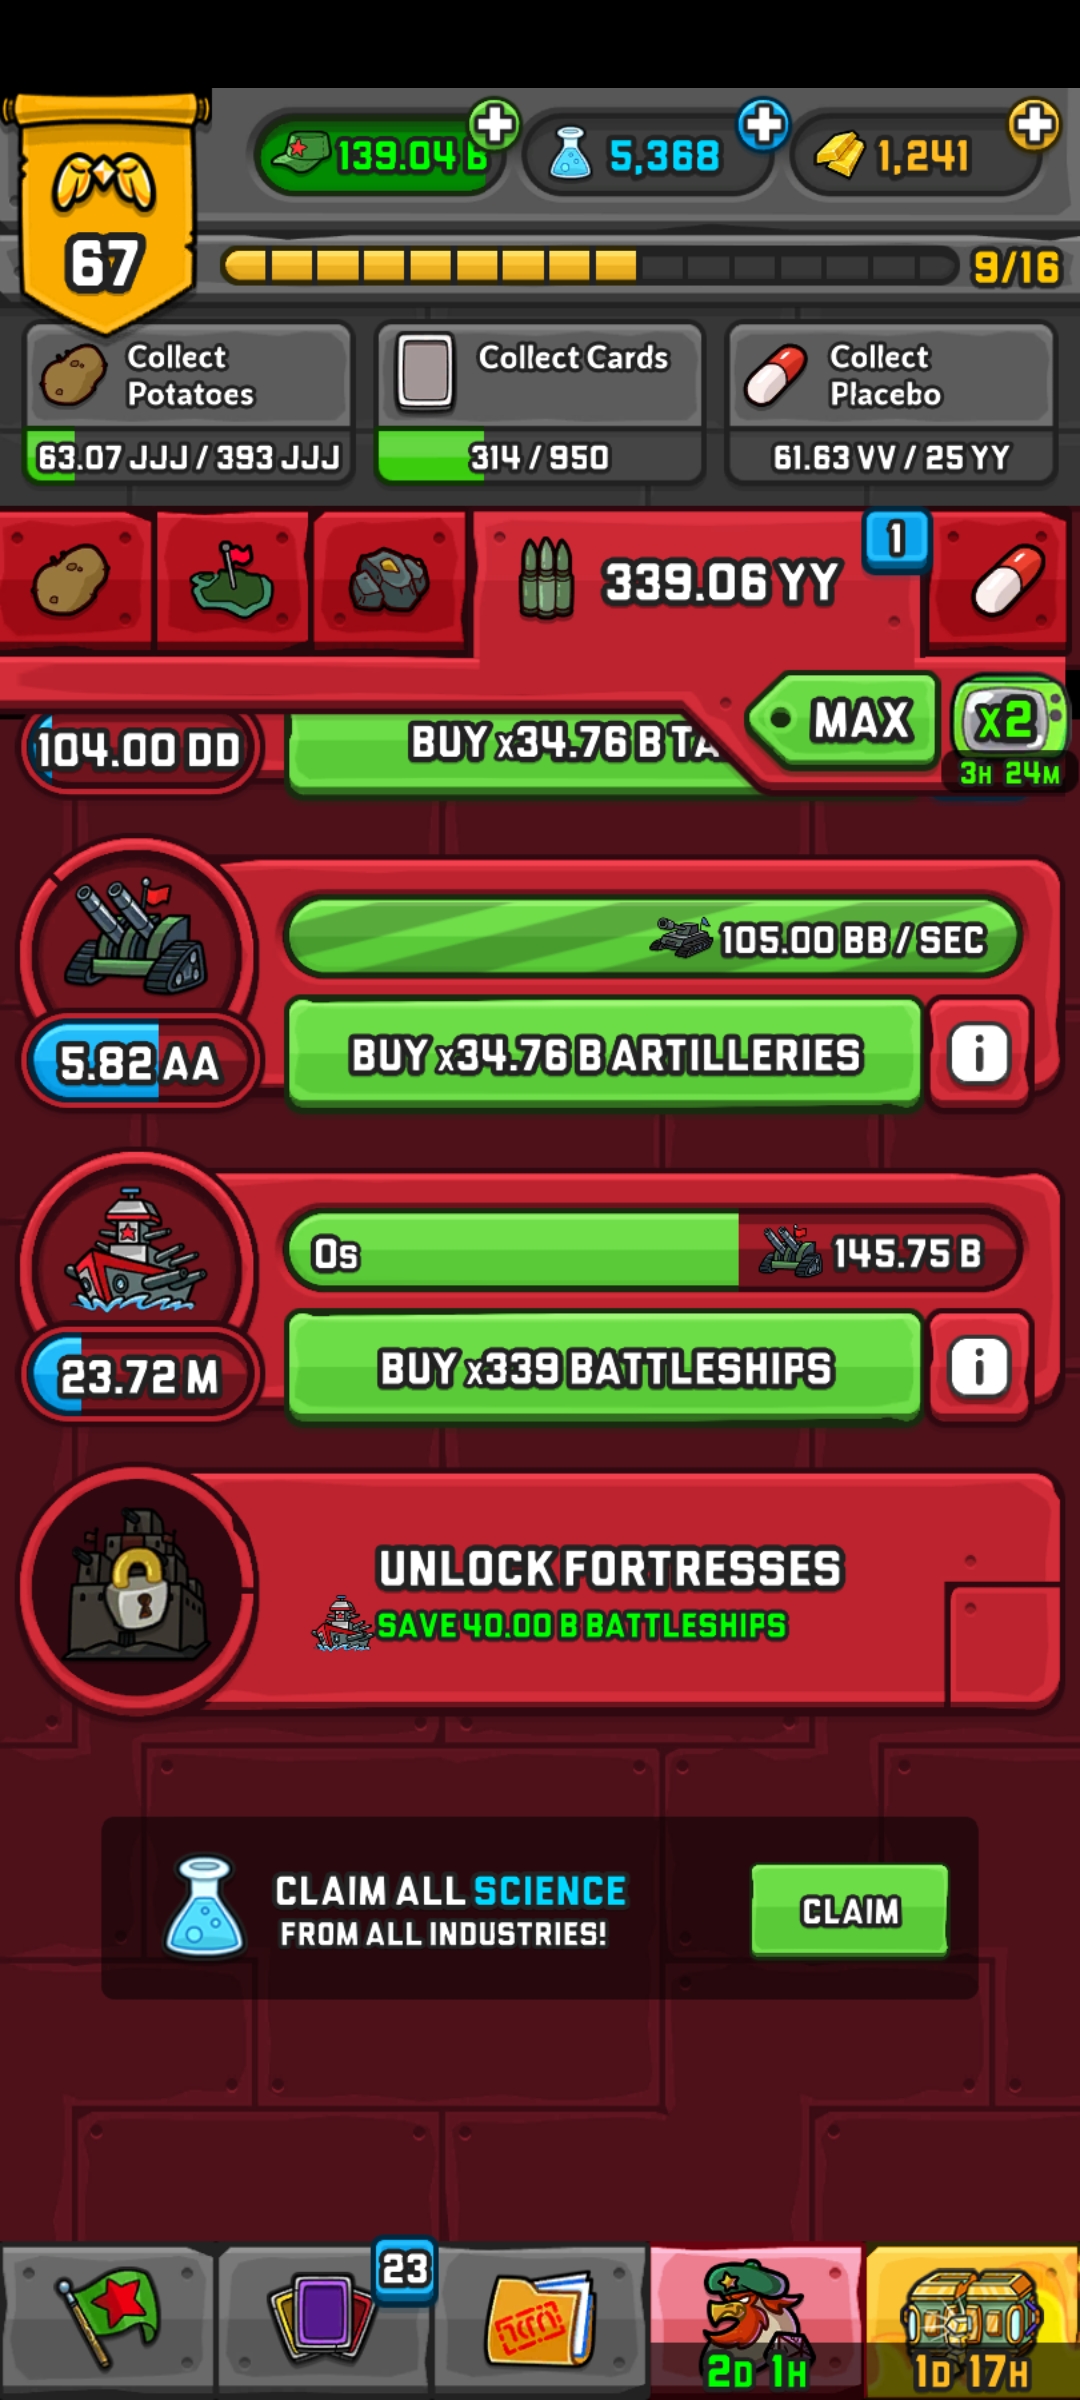 67
139.04 B
5,368
1,241
9/16
Collect
Potatoes
63.07 JJJ / 393 JJJ
Collect Cards
314 / 950
Collect
Placebo
61.63 VV / 25 YY
339.06 YY
1
MAX
x2
3H 24M
104.00 DD
BUY x34.76 B TA
105.00 BB / SEC
5.82 AA
BUY x34.76 B ARTILLERIES
i
0s
145.75 B
23.72 M
BUY x339 BATTLESHIPS
i
UNLOCK FORTRESSES
SAVE 40.00 B BATTLESHIPS
CLAIM ALL SCIENCE
FROM ALL INDUSTRIES!
CLAIM
23
2D 1H
1D 17H